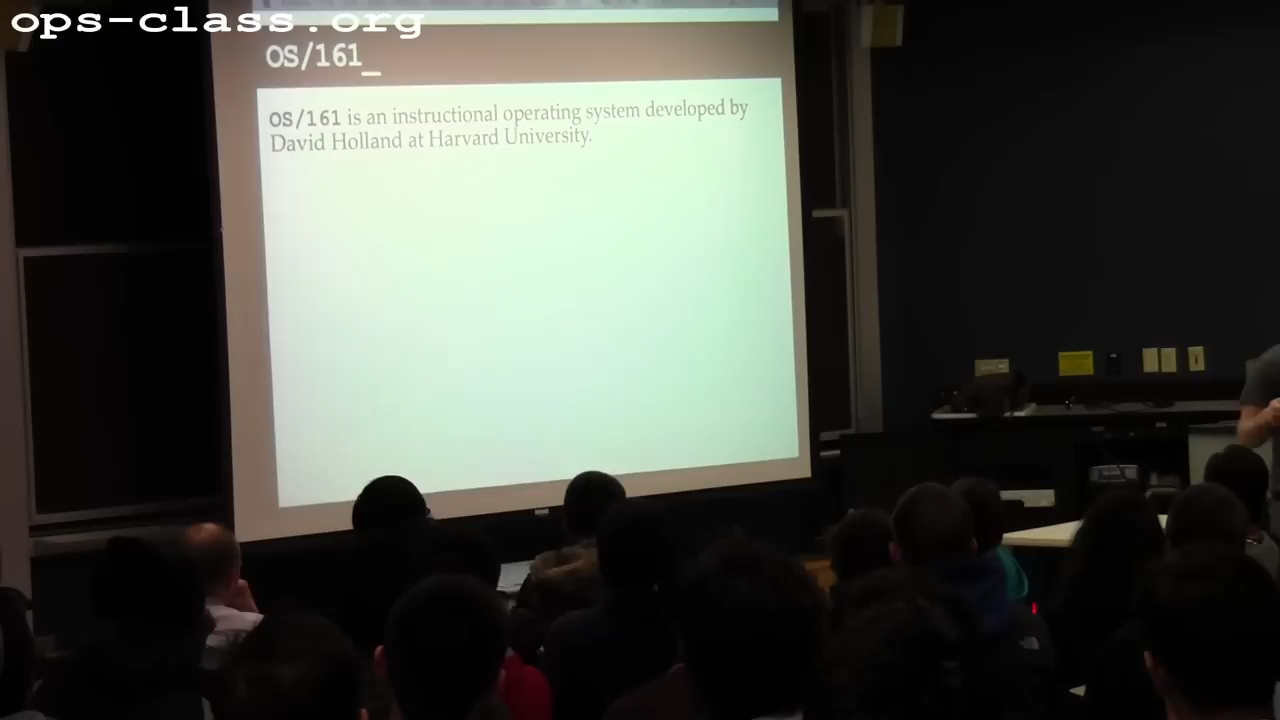 ops-class.org
OS/161_
OS/161 is an instructional operating system developed by
David Holland at Harvard University.